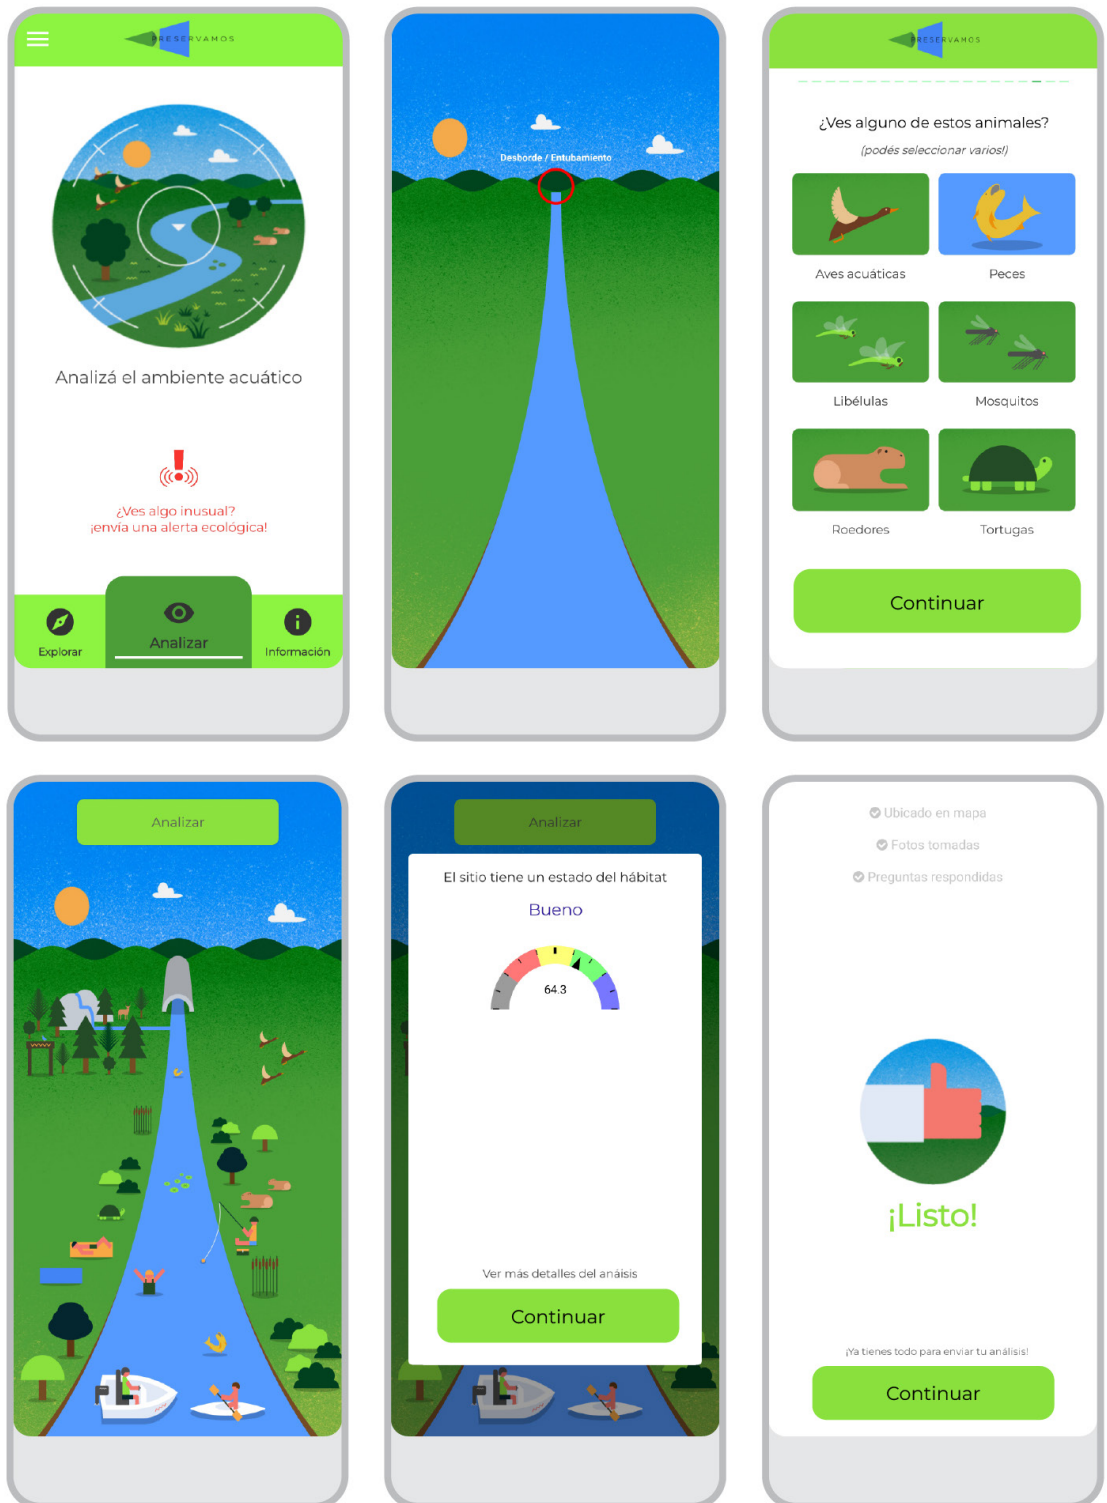 PRESERVAMOS
Analizá el ambiente acuático
¿Ves algo inusual?
¡envía una alerta ecológica!
Explorar
Analizar
Información
Desborde / Entubamiento
PRESERVAMOS
¿Ves alguno de estos animales?
(podés seleccionar varios!)
Aves acuáticas
Peces
Libélulas
Mosquitos
Roedores
Tortugas
Continuar
Analizar
Analizar
El sitio tiene un estado del hábitat
Bueno
64.3
Ver más detalles del anáisis
Continuar
Ubicado en mapa
Fotos tomadas
Preguntas respondidas
¡Listo!
¡Ya tienes todo para enviar tu análisis!
Continuar